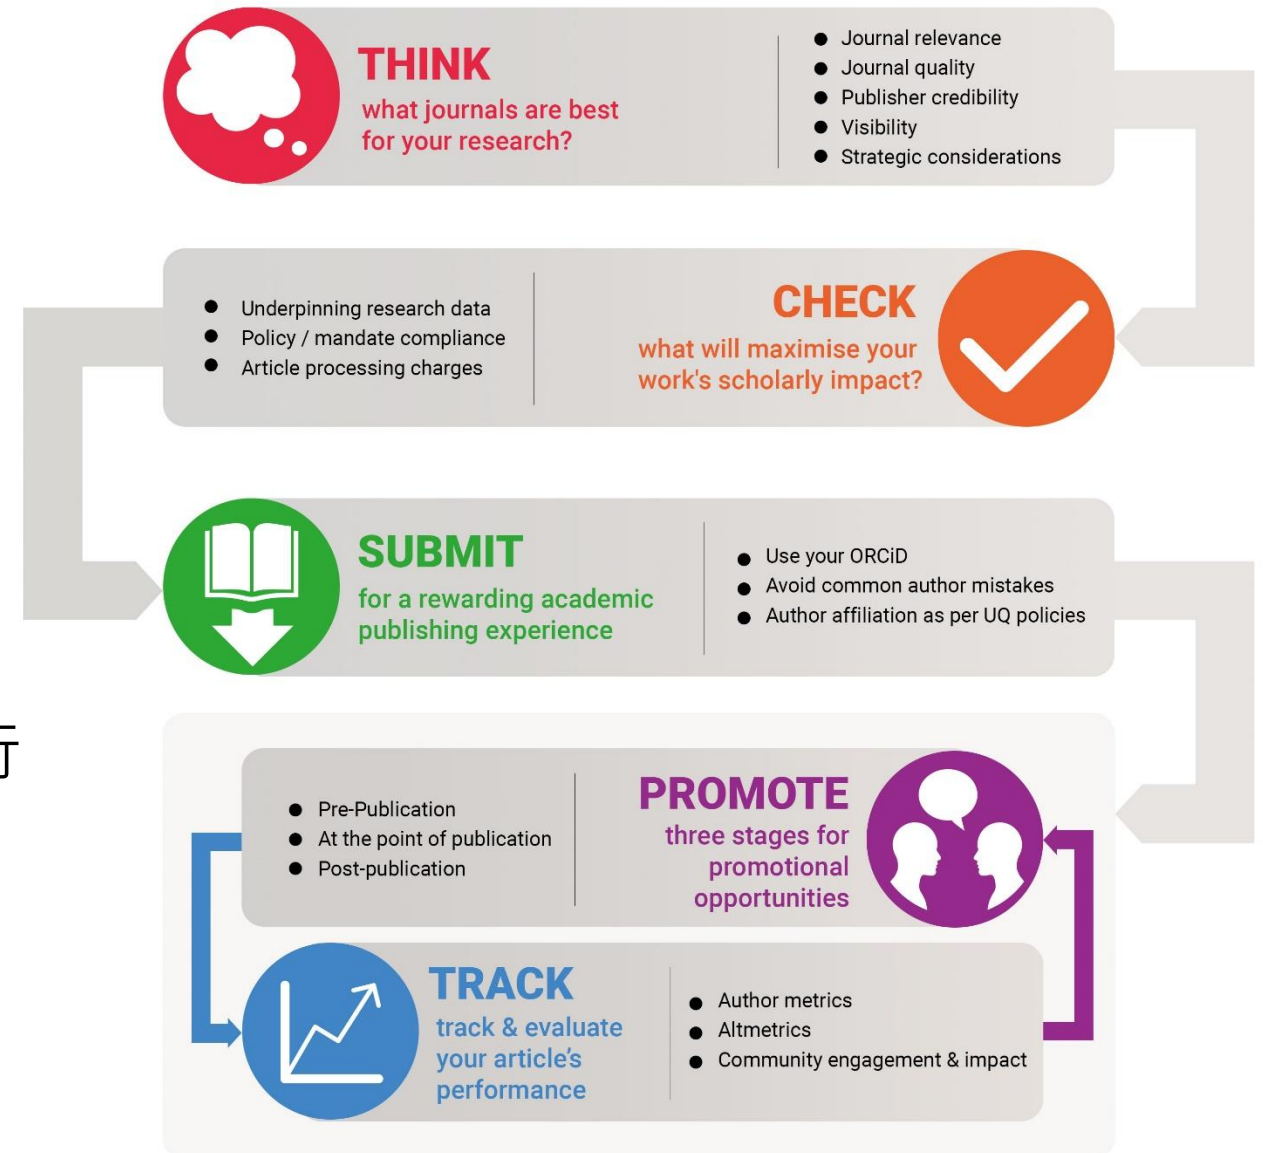 THINK
what journals are best
for your research?
● Journal relevance
● Journal quality
● Publisher credibility
● Visibility
● Strategic considerations
● Underpinning research data
● Policy / mandate compliance
● Article processing charges
CHECK
what will maximise your
work's scholarly impact?
SUBMIT
for a rewarding academic
publishing experience
● Use your ORCiD
● Avoid common author mistakes
● Author affiliation as per UQ policies
● Pre-Publication
● At the point of publication
● Post-publication
PROMOTE
three stages for
promotional
opportunities
TRACK
track & evaluate
your article's
performance
● Author metrics
● Altmetrics
● Community engagement & impact